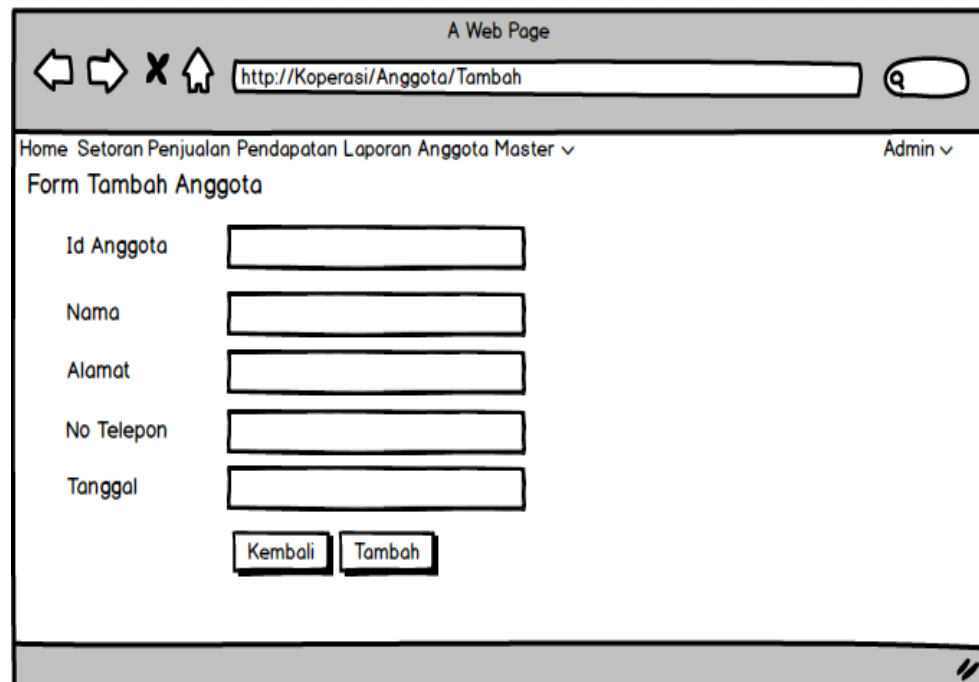 A Web Page
http://Koperasi/Anggota/Tambah
Home Setoran Penjualan Pendapatan Laporan Anggota Master Admin
Form Tambah Anggota
Id Anggota
Nama
Alamat
No Telepon
Tanggal
Kembali Tambah